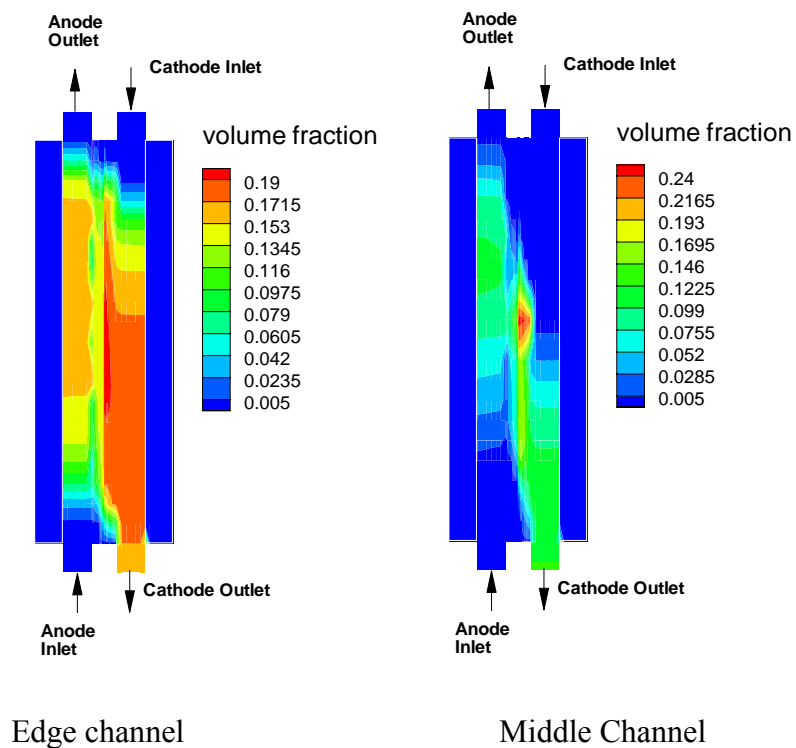 Anode
Outlet
Cathode Inlet
volume fraction
0.19
0.1715
0.153
0.1345
0.116
0.0975
0.079
0.0605
0.042
0.0235
0.005
Cathode Outlet
Anode
Inlet
Edge channel
Anode
Outlet
Cathode Inlet
volume fraction
0.24
0.2165
0.193
0.1695
0.146
0.1225
0.099
0.0755
0.052
0.0285
0.005
Cathode Outlet
Anode
Inlet
Middle Channel